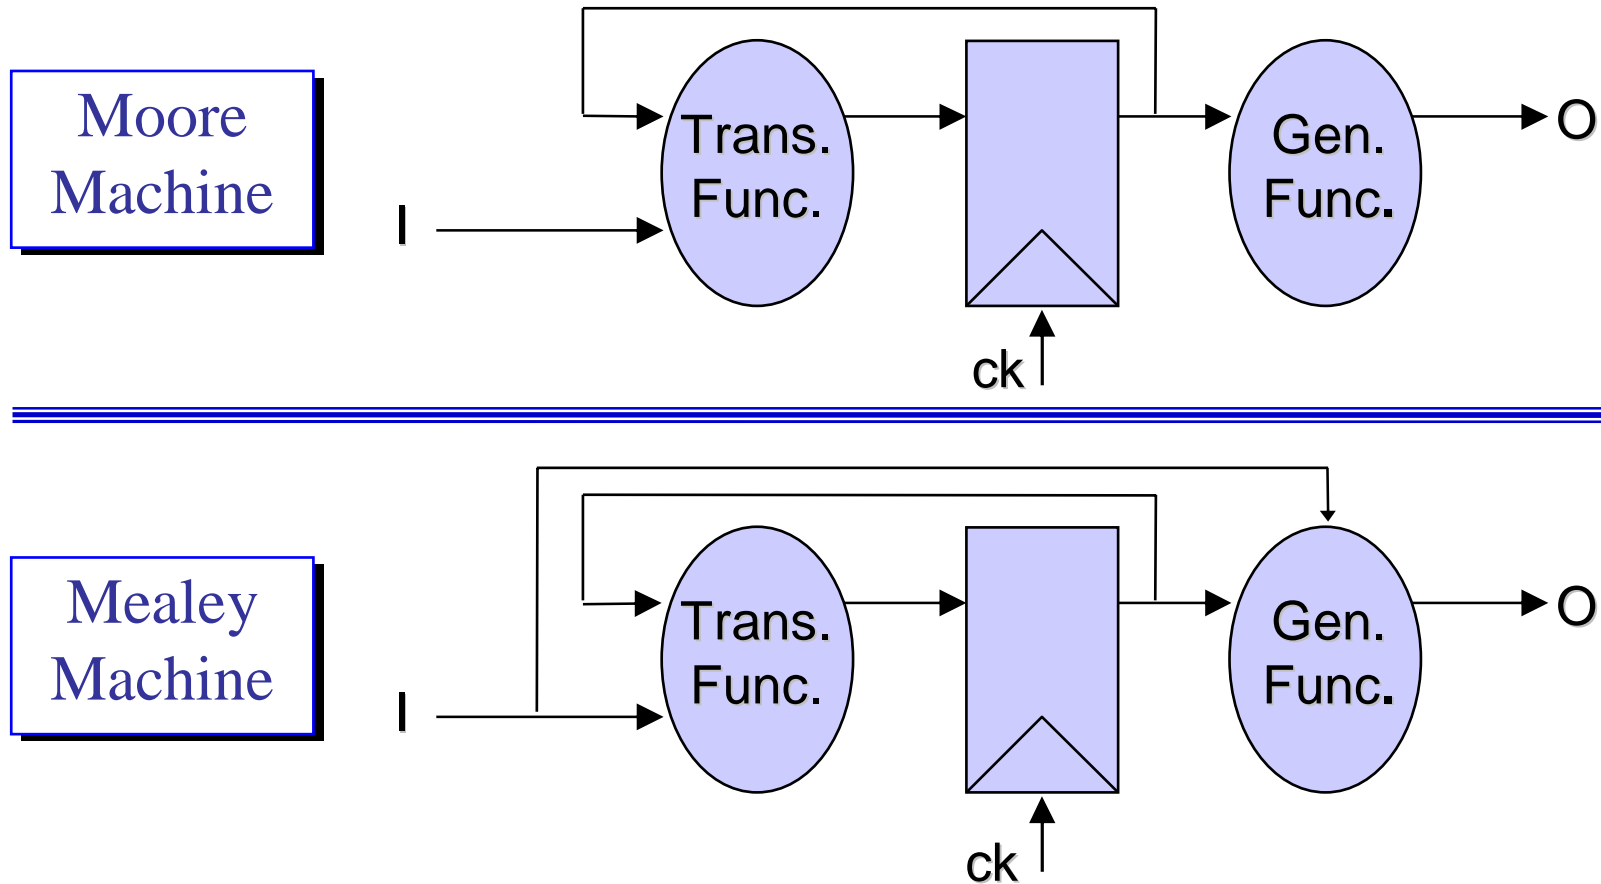 Moore
Machine
I
Trans.
Func.
ck
Gen.
Func.
O
Mealey
Machine
I
Trans.
Func.
ck
Gen.
Func.
O